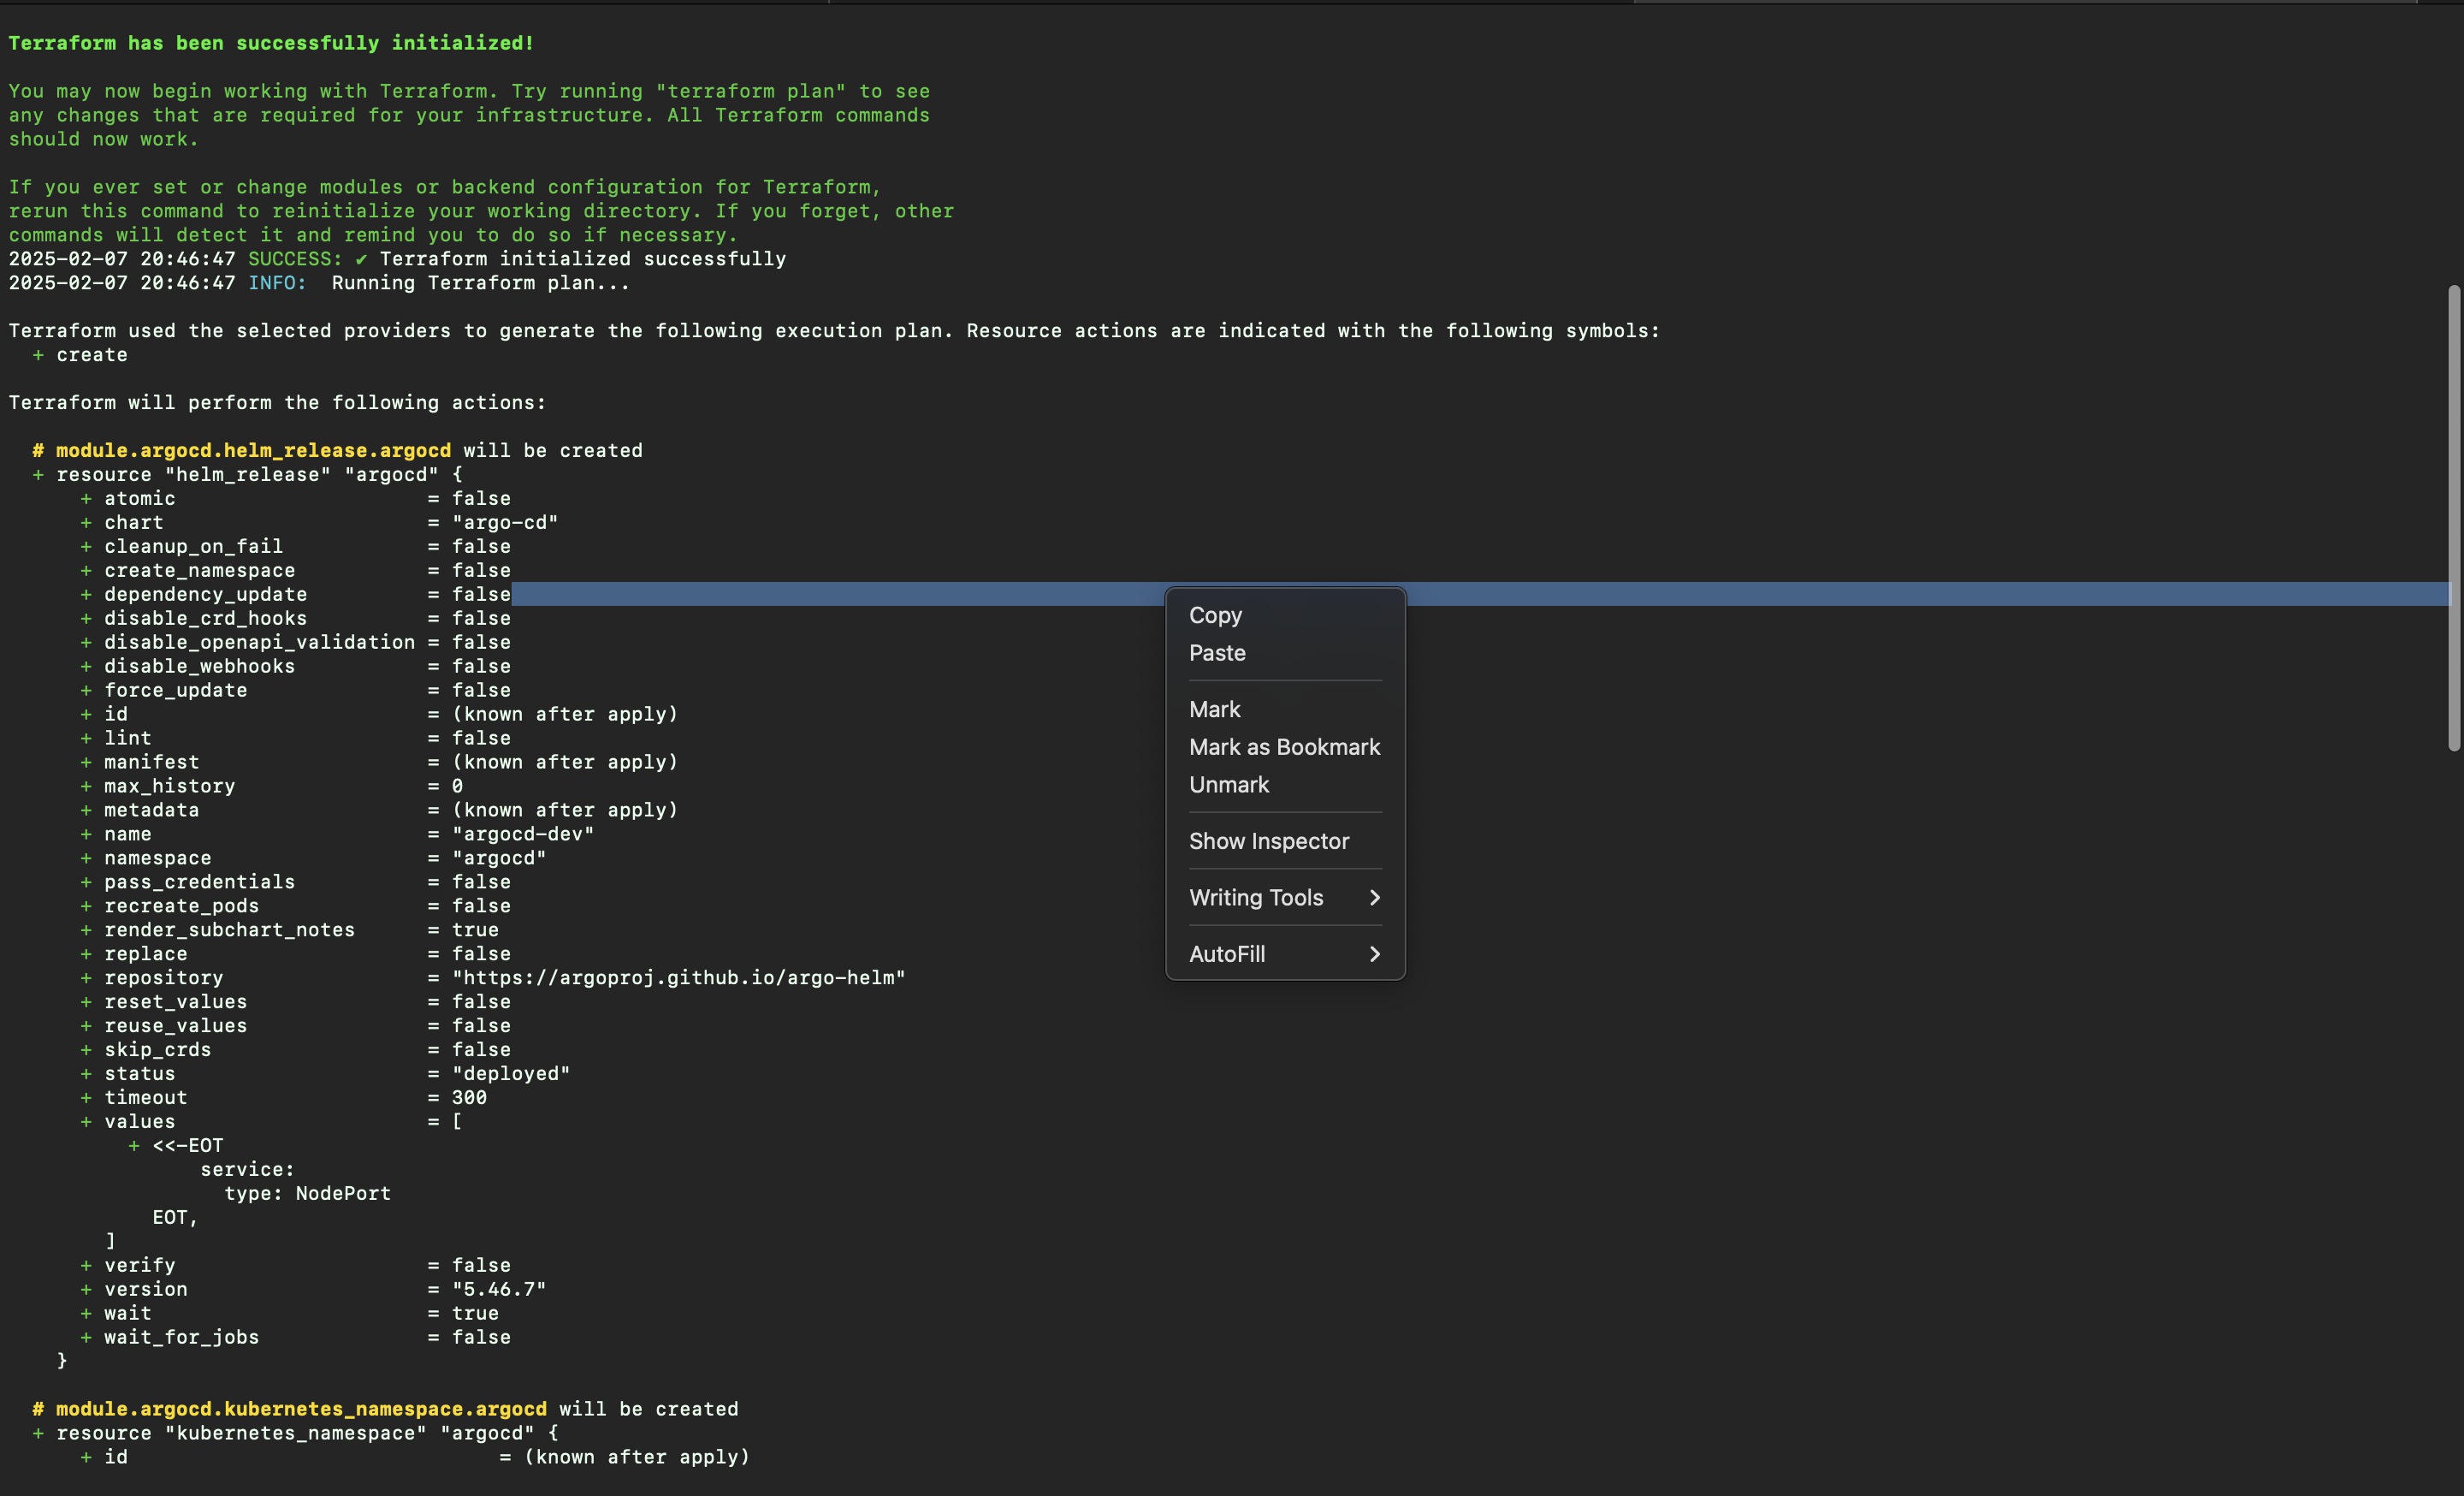 Terraform has been successfully initialized!
You may now begin working with Terraform. Try running "terraform plan" to see
any changes that are required for your infrastructure. All Terraform commands
should now work.
If you ever set or change modules or backend configuration for Terraform,
rerun this command to reinitialize your working directory. If you forget, other
commands will detect it and remind you to do so if necessary.
2025-02-07 20:46:47 SUCCESS: ✔ Terraform initialized successfully
2025-02-07 20:46:47 INFO:  Running Terraform plan...
Terraform used the selected providers to generate the following execution plan. Resource actions are indicated with the following symbols:
  + create
Terraform will perform the following actions:
  # module.argocd.helm_release.argocd will be created
  + resource "helm_release" "argocd" {
      + atomic                     = false
      + chart                      = "argo-cd"
      + cleanup_on_fail            = false
      + create_namespace           = false
      + dependency_update          = false
      + disable_crd_hooks          = false
      + disable_openapi_validation = false
      + disable_webhooks           = false
      + force_update               = false
      + id                         = (known after apply)
      + lint                       = false
      + manifest                   = (known after apply)
      + max_history                = 0
      + metadata                   = (known after apply)
      + name                       = "argocd-dev"
      + namespace                  = "argocd"
      + pass_credentials           = false
      + recreate_pods              = false
      + render_subchart_notes      = true
      + replace                    = false
      + repository                 = "https://argoproj.github.io/argo-helm"
      + reset_values               = false
      + reuse_values               = false
      + skip_crds                  = false
      + status                     = "deployed"
      + timeout                    = 300
      + values                     = [
          + <<-EOT
                service:
                  type: NodePort
            EOT,
        ]
      + verify                     = false
      + version                    = "5.46.7"
      + wait                       = true
      + wait_for_jobs              = false
    }
  # module.argocd.kubernetes_namespace.argocd will be created
  + resource "kubernetes_namespace" "argocd" {
      + id                               = (known after apply)
Copy
Paste
Mark
Mark as Bookmark
Unmark
Show Inspector
Writing Tools
AutoFill